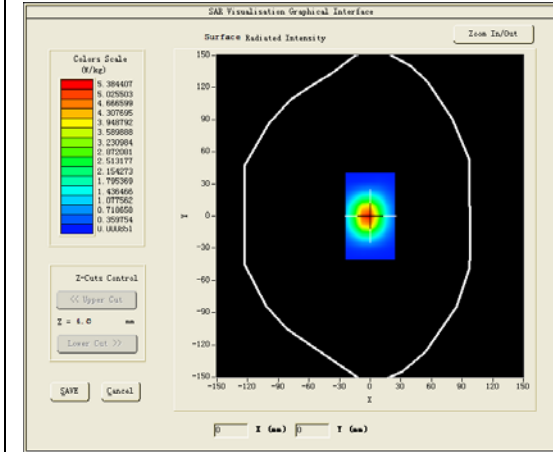 SAR Visualisation Graphical Interface
Surface Radiated Intensity
Zoom In/Out
Colors Scale
(W/kg)
5.384407
5.025503
4.666599
4.307695
3.948792
3.589888
3.230984
2.872081
2.513177
2.154273
1.795369
1.436466
1.077562
0.718658
0.359754
0.000851
Z-Cuts Control
<< Upper Cut
Z = mm
Lower Cut >>
SAVE Cancel
150
120
90
60
30
0
-30
-60
-90
-120
-150
Y
-150 -120 -90 -60 -30 0 30 60 90 120 150
X
0 X (mm) 0 Y (mm)